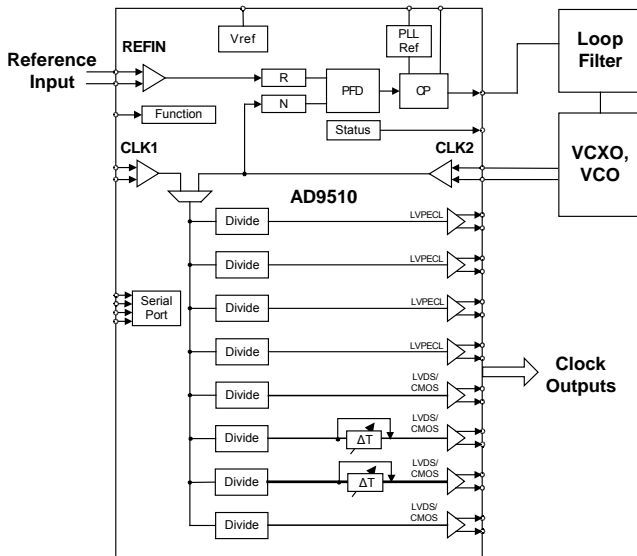 Vref
PLL
Ref
REFIN
Reference
Input
R
N
PFD
CP
Loop
Filter
Function
Status
CLK1
CLK2
VCXO,
VCO
AD9510
Divide
LVPECL
Divide
LVPECL
Divide
LVPECL
Serial
Port
Divide
LVPECL
Clock
Outputs
Divide
LVDS/
CMOS
Divide
ΔT
LVDS/
CMOS
Divide
ΔT
LVDS/
CMOS
Divide
LVDS/
CMOS